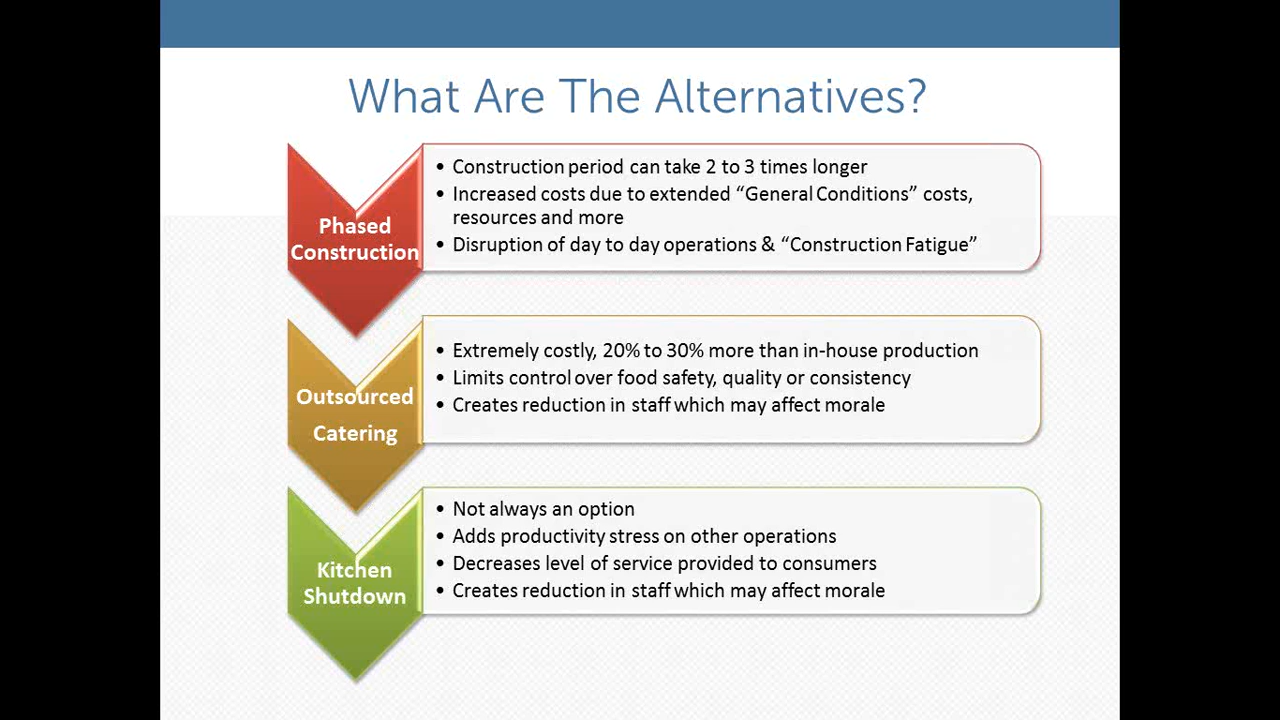 What Are The Alternatives?
Phased
Construction
• Construction period can take 2 to 3 times longer
• Increased costs due to extended “General Conditions” costs,
resources and more
• Disruption of day to day operations & “Construction Fatigue”
Outsourced
Catering
• Extremely costly, 20% to 30% more than in-house production
• Limits control over food safety, quality or consistency
• Creates reduction in staff which may affect morale
Kitchen
Shutdown
• Not always an option
• Adds productivity stress on other operations
• Decreases level of service provided to consumers
• Creates reduction in staff which may affect morale